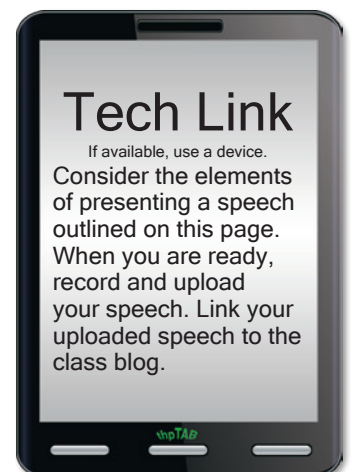 Tech Link
If available, use a device.
Consider the elements
of presenting a speech
outlined on this page.
When you are ready,
record and upload
your speech. Link your
uploaded speech to the
class blog.
thpTAB